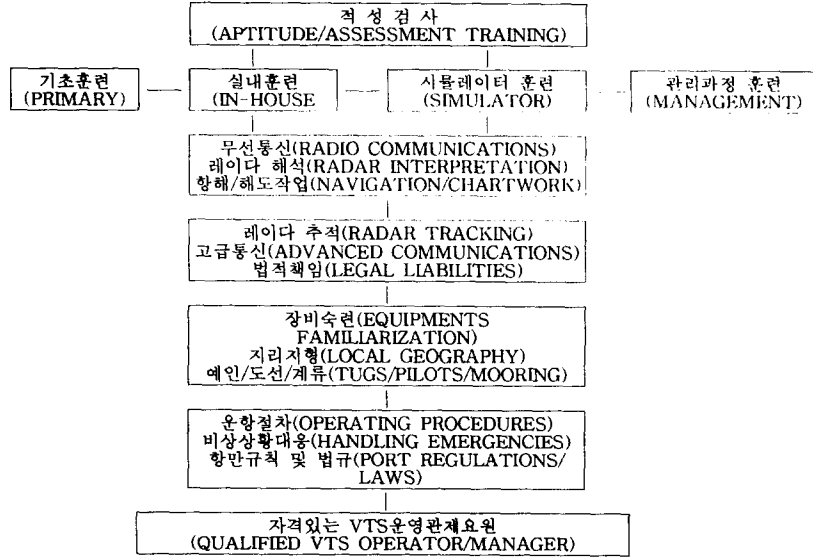 적 성 검 사
(APTITUDE/ASSESSMENT TRAINING)
기초훈련
(PRIMARY)
실내훈련
(IN-HOUSE
시뮬레이터 훈련
(SIMULATOR)
관리과정 훈련
(MANAGEMENT)
무선통신(RADIO COMMUNICATIONS)
레이다 해석(RADAR INTERPRETATION)
항해/해도작업(NAVIGATION/CHARTWORK)
레이다 추적(RADAR TRACKING)
고급통신(ADVANCED COMMUNICATIONS)
법적책임(LEGAL LIABILITIES)
장비숙련(EQUIPMENTS
FAMILIARIZATION)
지리지형(LOCAL GEOGRAPHY)
예인/도선/계류(TUGS/PILOTS/MOORING)
운항절차(OPERATING PROCEDURES)
비상상황대응(HANDLING EMERGENCIES)
항만규칙 및 법규(PORT REGULATIONS/
LAWS)
자격있는 VTS운영관제요원
(QUALIFIED VTS OPERATOR/MANAGER)